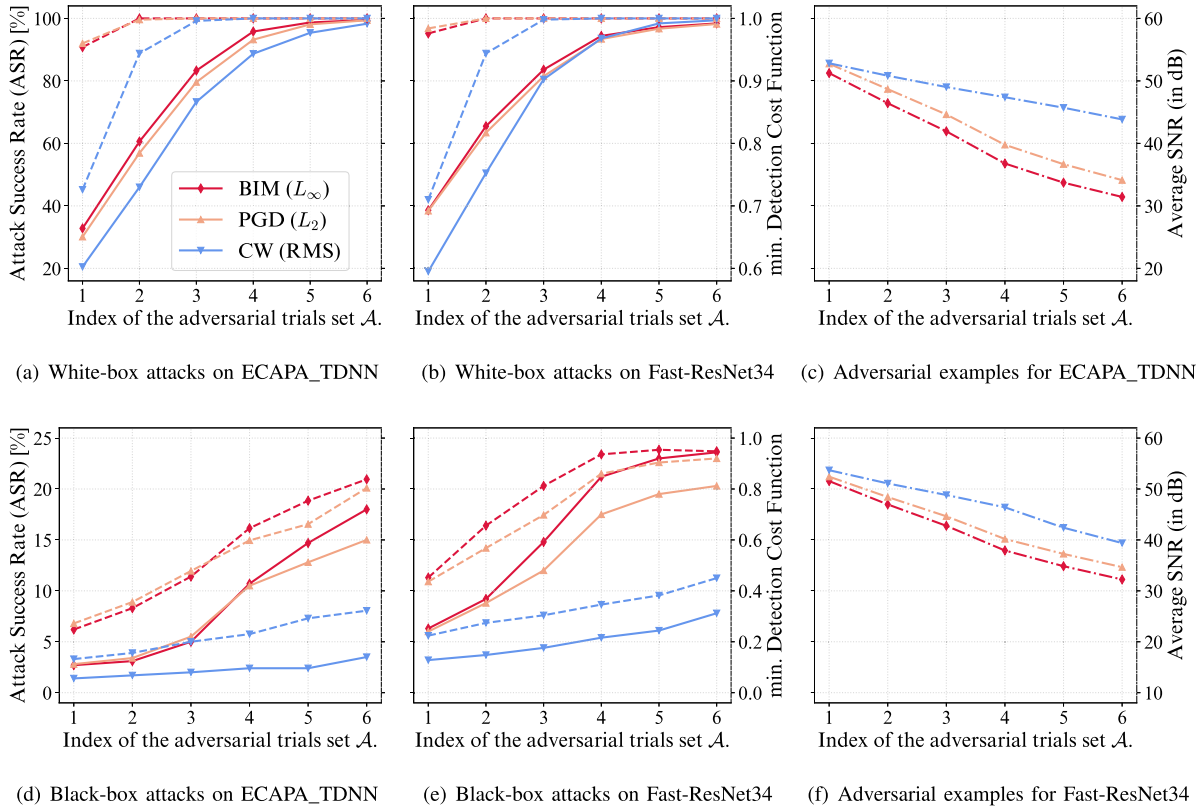 Attack Success Rate (ASR) [%]
100
80
60
40
20
BIM (L∞)
PGD (L2)
CW (RMS)
1 2 3 4 5 6
Index of the adversarial trials set 𝒜.
(a) White-box attacks on ECAPA_TDNN
1.0
0.9
0.8
0.7
0.6
min. Detection Cost Function
1 2 3 4 5 6
Index of the adversarial trials set 𝒜.
(b) White-box attacks on Fast-ResNet34
60
50
40
30
20
Average SNR (in dB)
1 2 3 4 5 6
Index of the adversarial trials set 𝒜.
(c) Adversarial examples for ECAPA_TDNN
Attack Success Rate (ASR) [%]
25
20
15
10
5
0
1 2 3 4 5 6
Index of the adversarial trials set 𝒜.
(d) Black-box attacks on ECAPA_TDNN
1.0
0.8
0.6
0.4
0.2
0.0
min. Detection Cost Function
1 2 3 4 5 6
Index of the adversarial trials set 𝒜.
(e) Black-box attacks on Fast-ResNet34
60
50
40
30
20
10
Average SNR (in dB)
1 2 3 4 5 6
Index of the adversarial trials set 𝒜.
(f) Adversarial examples for Fast-ResNet34